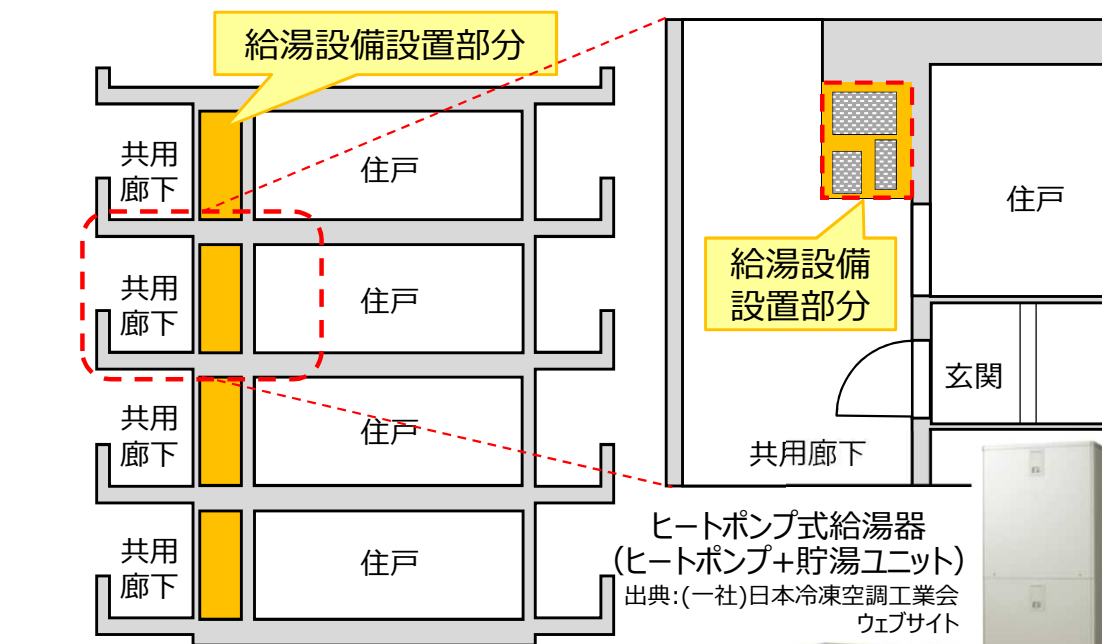 給湯設備設置部分
共用
廊下
住戸
共用
廊下
住戸
共用
廊下
住戸
共用
廊下
住戸
給湯設備
設置部分
住戸
玄関
共用廊下
ヒートポンプ式給湯器
(ヒートポンプ+貯湯ユニット)
出典:(一社)日本冷凍空調工業会
ウェブサイト